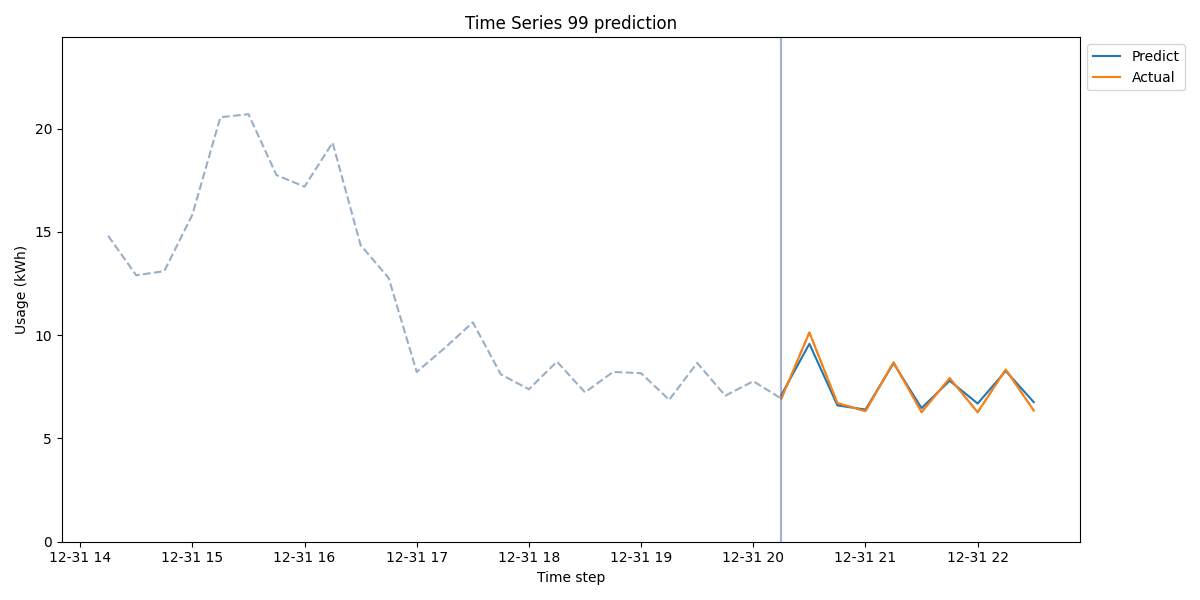 Time Series 99 prediction
Predict
Actual
Usage (kWh)
20
15
10
5
0
12-31 14
12-31 15
12-31 16
12-31 17
12-31 18
12-31 19
12-31 20
12-31 21
12-31 22
Time step